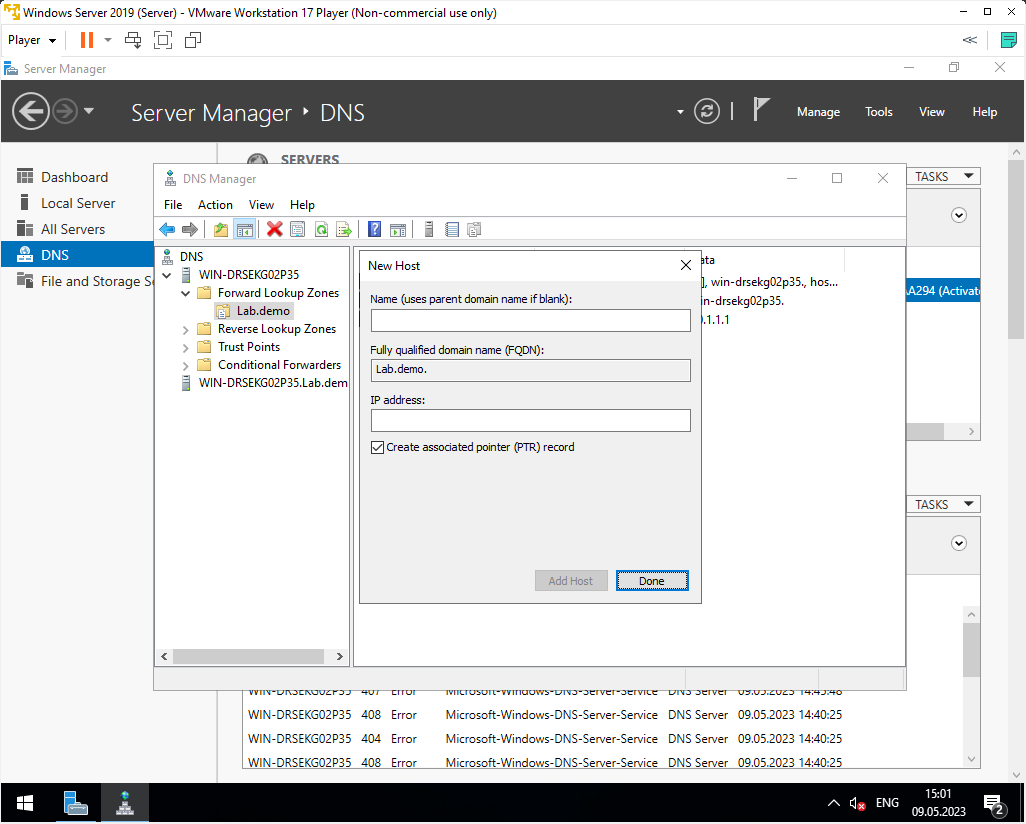 Windows Server 2019 (Server) - VMware Workstation 17 Player (Non-commercial use only)
Player
Server Manager
Server Manager DNS
Manage Tools View Help
Dashboard
Local Server
All Servers
DNS
File and Storage Se
SERVERS
TASKS
A294 (Activat
TASKS
DNS Manager
File Action View Help
DNS
WIN-DRSEKG02P35
Forward Lookup Zones
Lab.demo
Reverse Lookup Zones
Trust Points
Conditional Forwarders
WIN-DRSEKG02P35.Lab.dem
ata
], win-drsekg02p35., hos...
in-drsekg02p35.
.1.1.1
New Host
Name (uses parent domain name if blank):
Fully qualified domain name (FQDN):
Lab.demo.
IP address:
Create associated pointer (PTR) record
Add Host Done
WIN-DRSEKG02P35 407 Error Microsoft-Windows-DNS-Server-Service DNS Server 09.05.2023 14:45:48
WIN-DRSEKG02P35 408 Error Microsoft-Windows-DNS-Server-Service DNS Server 09.05.2023 14:40:25
WIN-DRSEKG02P35 404 Error Microsoft-Windows-DNS-Server-Service DNS Server 09.05.2023 14:40:25
WIN-DRSEKG02P35 408 Error Microsoft-Windows-DNS-Server-Service DNS Server 09.05.2023 14:40:25
ENG
15:01
09.05.2023
2